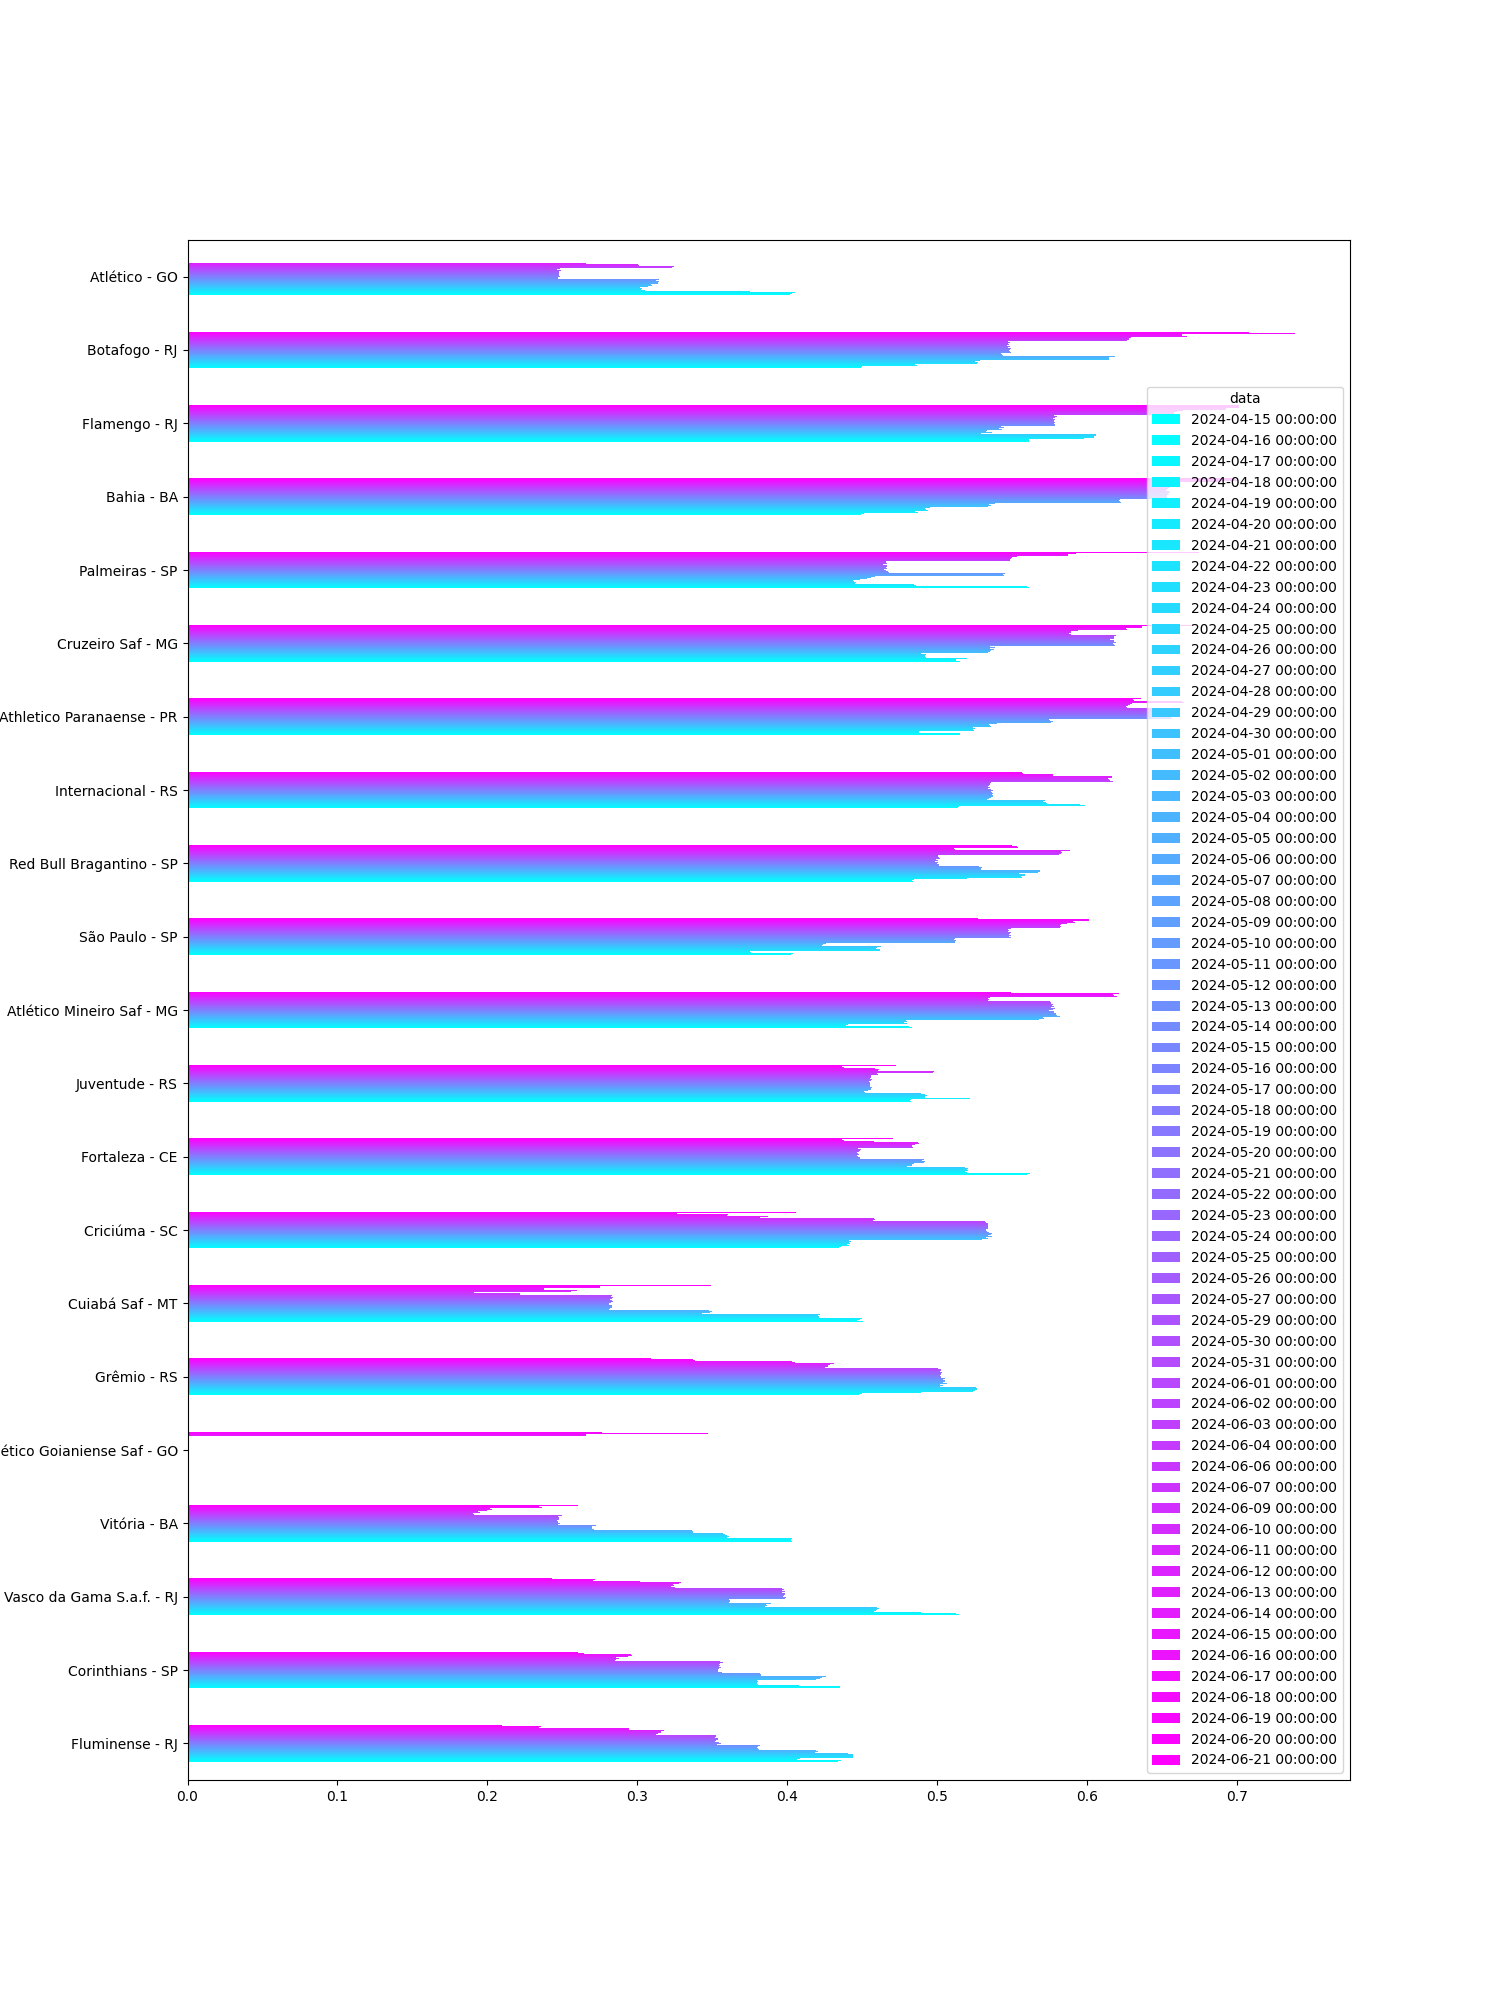 Atlético - GO
Botafogo - RJ
Flamengo - RJ
Bahia - BA
Palmeiras - SP
Cruzeiro Saf - MG
Athletico Paranaense - PR
Internacional - RS
Red Bull Bragantino - SP
São Paulo - SP
Atlético Mineiro Saf - MG
Juventude - RS
Fortaleza - CE
Criciúma - SC
Cuiabá Saf - MT
Grêmio - RS
ético Goianiense Saf - GO
Vitória - BA
Vasco da Gama S.a.f. - RJ
Corinthians - SP
Fluminense - RJ
0.0 0.1 0.2 0.3 0.4 0.5 0.6 0.7
data
2024-04-15 00:00:00
2024-04-16 00:00:00
2024-04-17 00:00:00
2024-04-18 00:00:00
2024-04-19 00:00:00
2024-04-20 00:00:00
2024-04-21 00:00:00
2024-04-22 00:00:00
2024-04-23 00:00:00
2024-04-24 00:00:00
2024-04-25 00:00:00
2024-04-26 00:00:00
2024-04-27 00:00:00
2024-04-28 00:00:00
2024-04-29 00:00:00
2024-04-30 00:00:00
2024-05-01 00:00:00
2024-05-02 00:00:00
2024-05-03 00:00:00
2024-05-04 00:00:00
2024-05-05 00:00:00
2024-05-06 00:00:00
2024-05-07 00:00:00
2024-05-08 00:00:00
2024-05-09 00:00:00
2024-05-10 00:00:00
2024-05-11 00:00:00
2024-05-12 00:00:00
2024-05-13 00:00:00
2024-05-14 00:00:00
2024-05-15 00:00:00
2024-05-16 00:00:00
2024-05-17 00:00:00
2024-05-18 00:00:00
2024-05-19 00:00:00
2024-05-20 00:00:00
2024-05-21 00:00:00
2024-05-22 00:00:00
2024-05-23 00:00:00
2024-05-24 00:00:00
2024-05-25 00:00:00
2024-05-26 00:00:00
2024-05-27 00:00:00
2024-05-29 00:00:00
2024-05-30 00:00:00
2024-05-31 00:00:00
2024-06-01 00:00:00
2024-06-02 00:00:00
2024-06-03 00:00:00
2024-06-04 00:00:00
2024-06-06 00:00:00
2024-06-07 00:00:00
2024-06-09 00:00:00
2024-06-10 00:00:00
2024-06-11 00:00:00
2024-06-12 00:00:00
2024-06-13 00:00:00
2024-06-14 00:00:00
2024-06-15 00:00:00
2024-06-16 00:00:00
2024-06-17 00:00:00
2024-06-18 00:00:00
2024-06-19 00:00:00
2024-06-20 00:00:00
2024-06-21 00:00:00